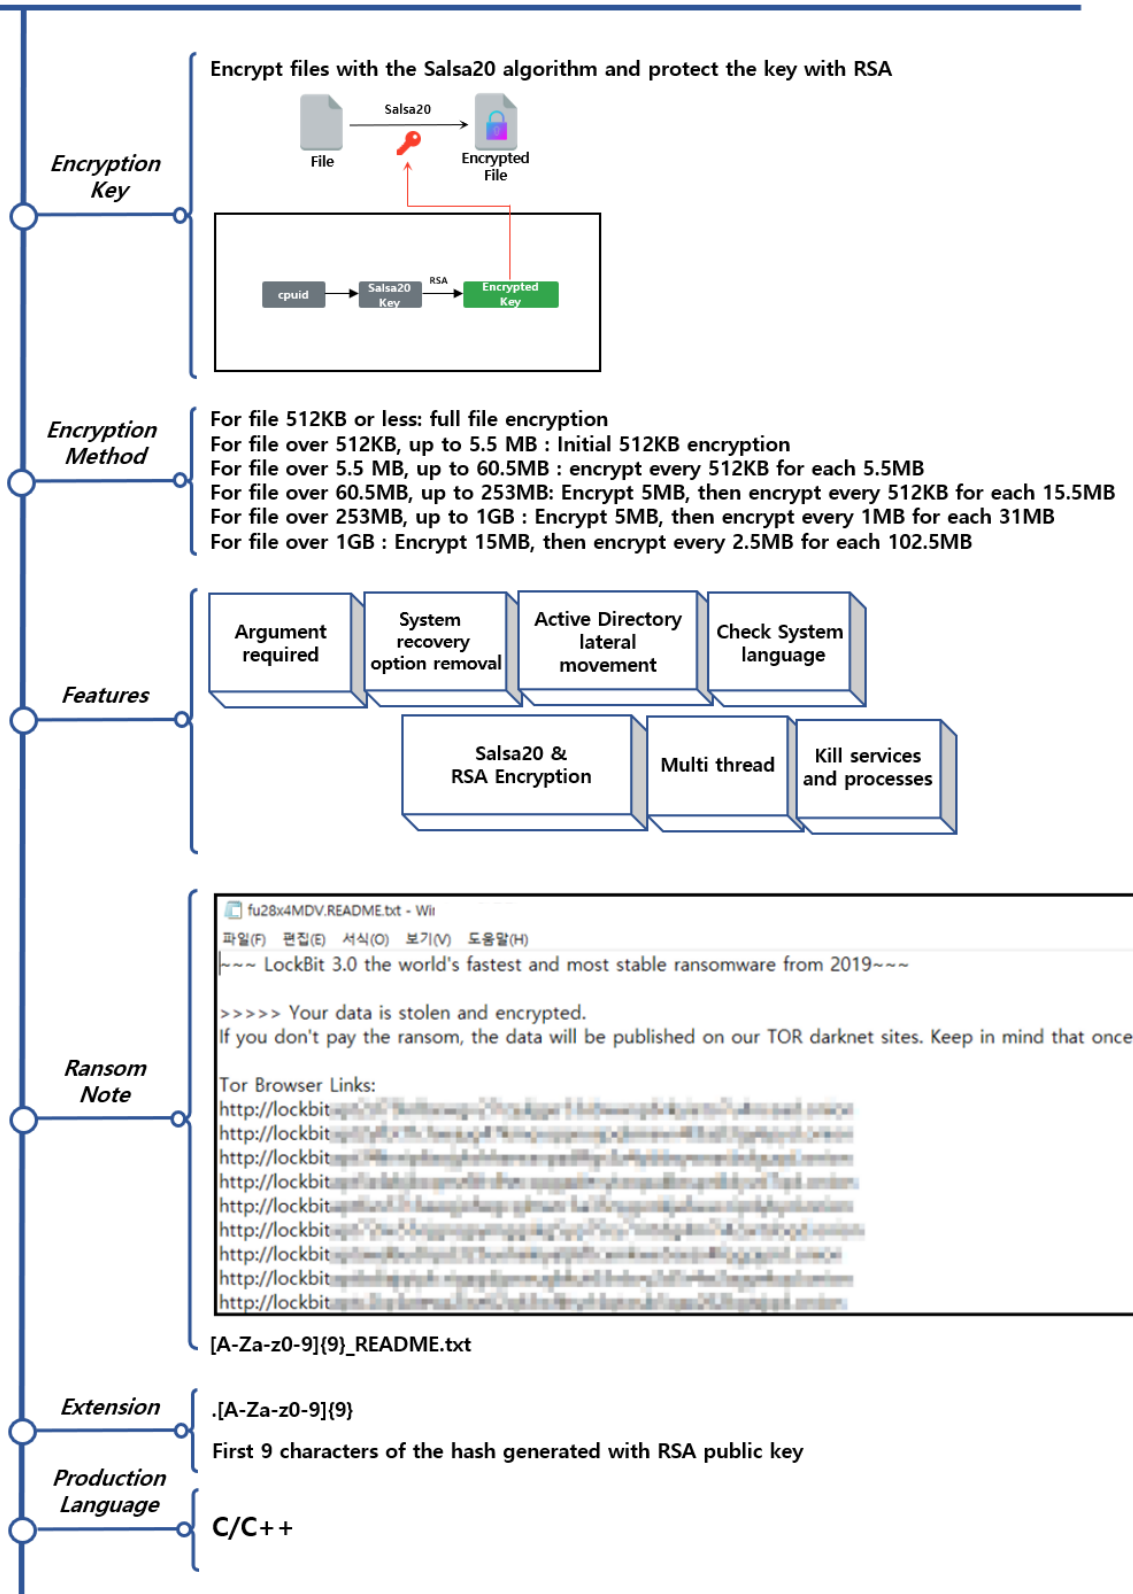 Encrypt files with the Salsa20 algorithm and protect the key with RSA
Salsa20
File
Encrypted
File
Encryption
Key
cpuid
Salsa20
Key
RSA
Encrypted
Key
Encryption
Method
For file 512KB or less: full file encryption
For file over 512KB, up to 5.5 MB : Initial 512KB encryption
For file over 5.5 MB, up to 60.5MB : encrypt every 512KB for each 5.5MB
For file over 60.5MB, up to 253MB: Encrypt 5MB, then encrypt every 512KB for each 15.5MB
For file over 253MB, up to 1GB : Encrypt 5MB, then encrypt every 1MB for each 31MB
For file over 1GB : Encrypt 15MB, then encrypt every 2.5MB for each 102.5MB
Features
Argument
required
System
recovery
option removal
Active Directory
lateral
movement
Check System
language
Salsa20 &
RSA Encryption
Multi thread
Kill services
and processes
Ransom
Note
fu28x4MDV.README.txt - Wir
파일(F) 편집(E) 서식(O) 보기(V) 도움말(H)
~~~ LockBit 3.0 the world's fastest and most stable ransomware from 2019~~~
>>>>> Your data is stolen and encrypted.
If you don't pay the ransom, the data will be published on our TOR darknet sites. Keep in mind that once
Tor Browser Links:
http://lockbit
http://lockbit
http://lockbit
http://lockbit
http://lockbit
http://lockbit
http://lockbit
http://lockbit
http://lockbit
[A-Za-z0-9]{9}_README.txt
Extension
.[A-Za-z0-9]{9}
First 9 characters of the hash generated with RSA public key
Production
Language
C/C++